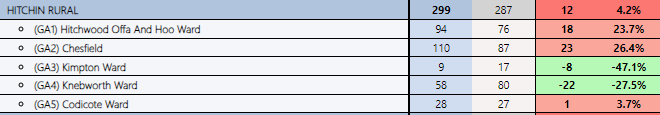 HITCHIN RURAL 299 287 12 4.2%
(GA1) Hitchwood Offa And Hoo Ward 94 76 18 23.7%
(GA2) Chesfield 110 87 23 26.4%
(GA3) Kimpton Ward 9 17 -8 -47.1%
(GA4) Knebworth Ward 58 80 -22 -27.5%
(GA5) Codicote Ward 28 27 1 3.7%